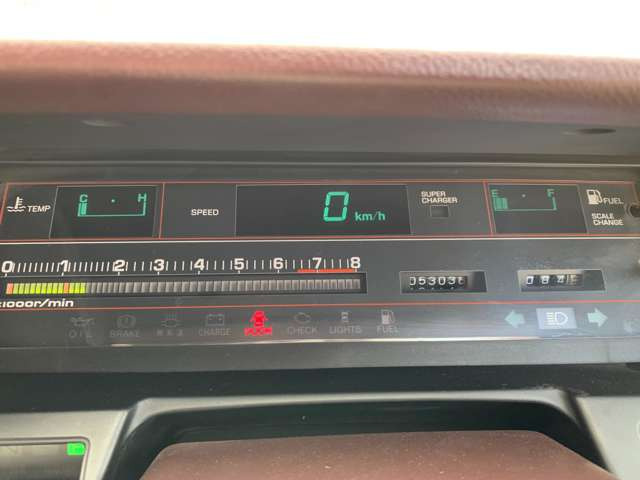 C H
TEMP
SPEED
0 km/h
SUPER
CHARGER
E F
FUEL
SCALE
CHANGE
0 1 2 3 4 5 6 7 8
x1000r/min
OIL
BRAKE
CHARGE
DOOR
CHECK
LIGHTS
FUEL